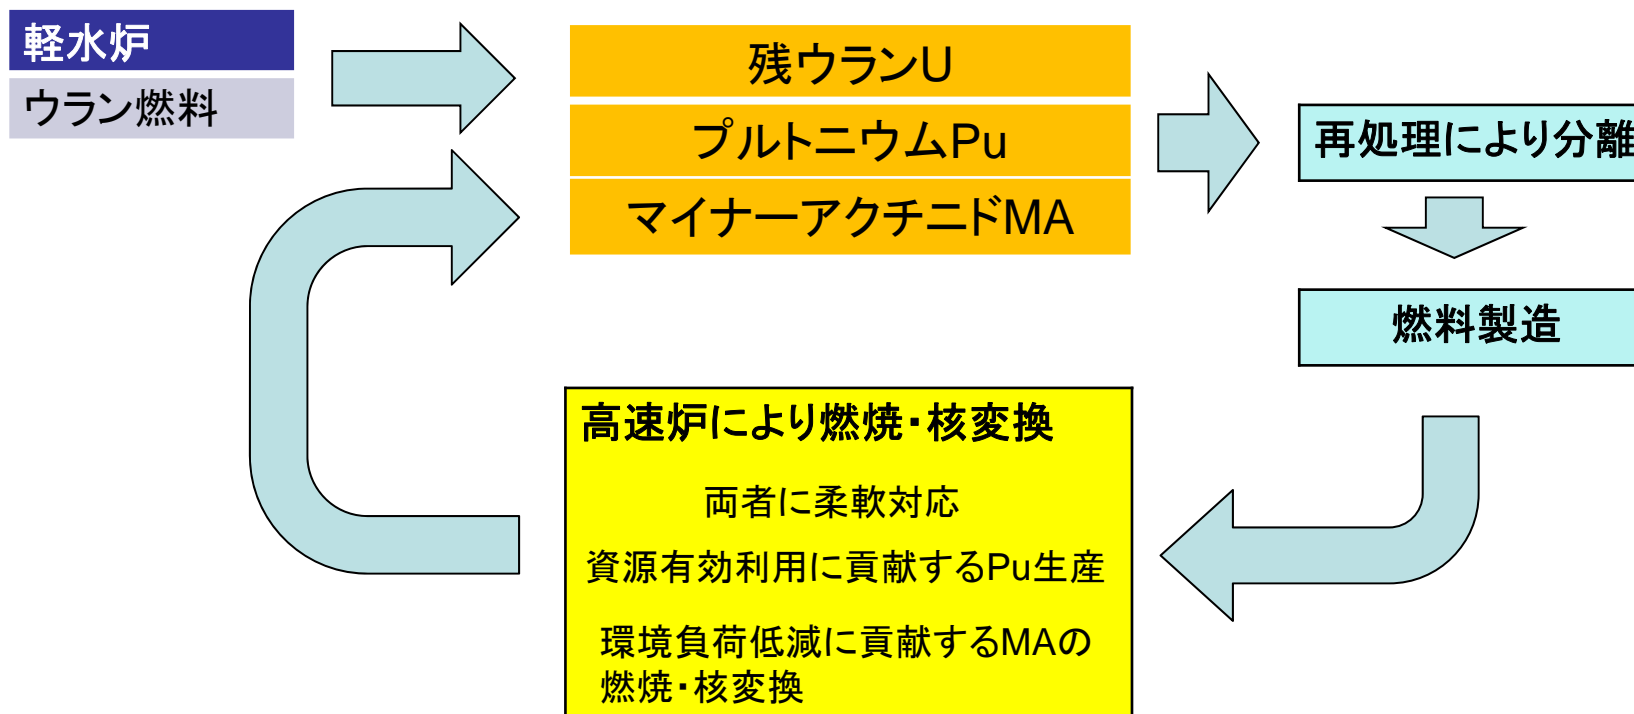 軽水炉
ウラン燃料
残ウランU
プルトニウムPu
マイナーアクチニドMA
再処理により分離
燃料製造
高速炉により燃焼・核変換
両者に柔軟対応
資源有効利用に貢献するPu生産
環境負荷低減に貢献するMAの
燃焼・核変換